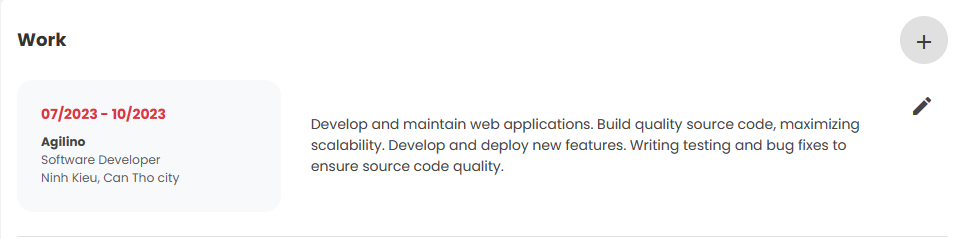 Work
07/2023 - 10/2023
Agilino
Software Developer
Ninh Kieu, Can Tho city
Develop and maintain web applications. Build quality source code, maximizing
scalability. Develop and deploy new features. Writing testing and bug fixes to
ensure source code quality.